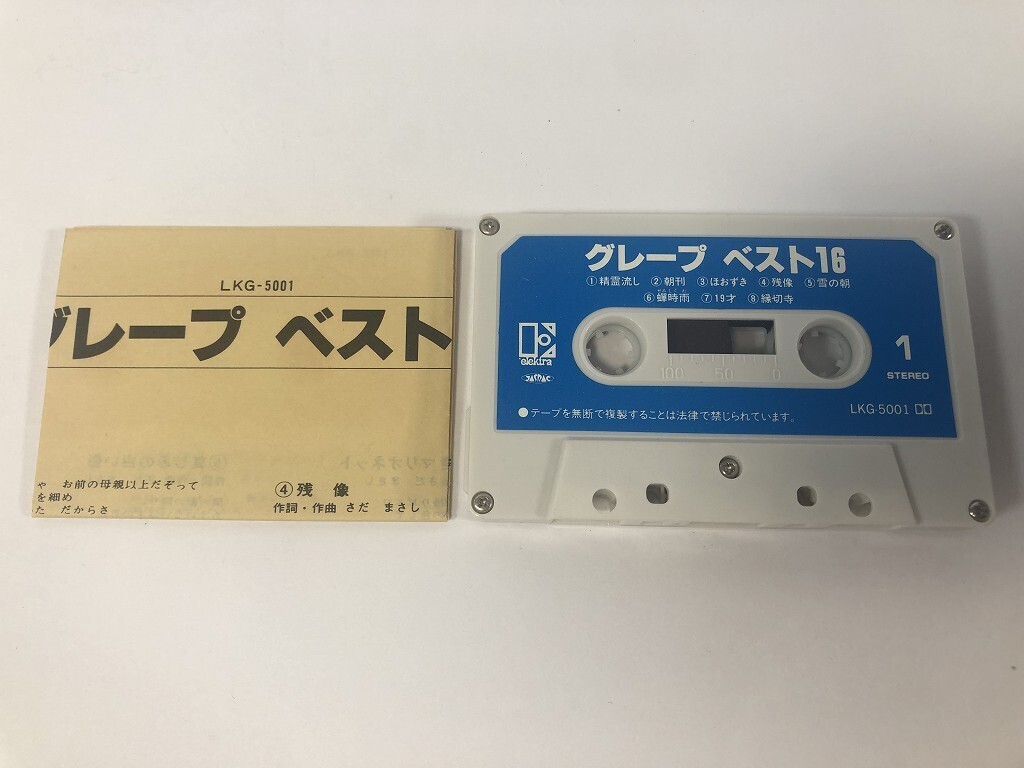 LKG-5001
グレープ ベスト
ゃ お前の母親以上だぞって
を細め
た だからさ
④残 像
作詞・作曲 さだ まさし
グレープ ベスト16
①精霊流し ②朝刊 ③ほおずき ④残像 ⑤雪の朝
⑥蟬時雨 ⑦19才 ⑧縁切寺
elektra
1
STEREO
100 50 0
●テープを無断で複製することは法律で禁じられています。
LKG-5001